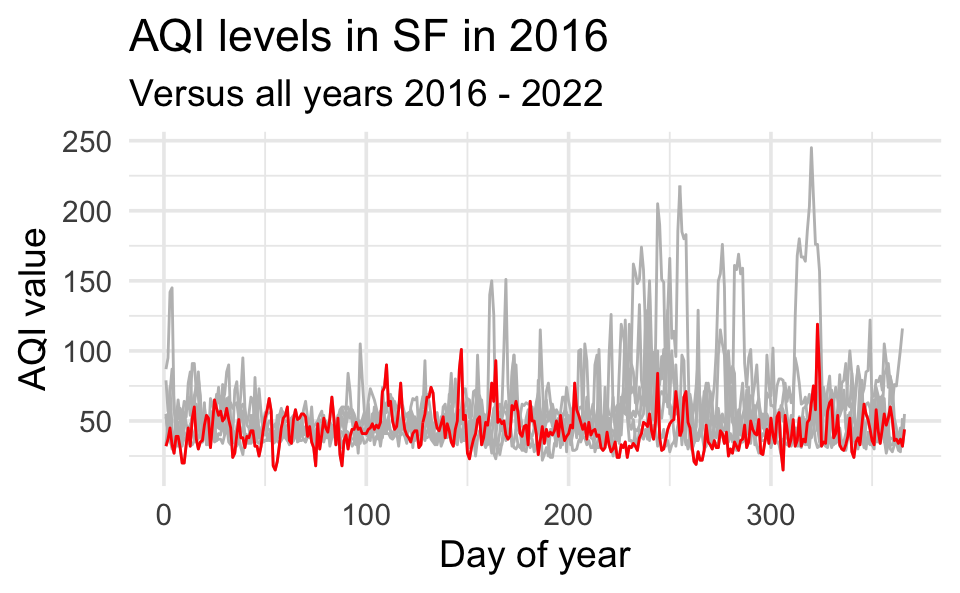 AQI levels in SF in 2016
Versus all years 2016 - 2022
250
200
150
100
50
AQI value
0 100 200 300
Day of year